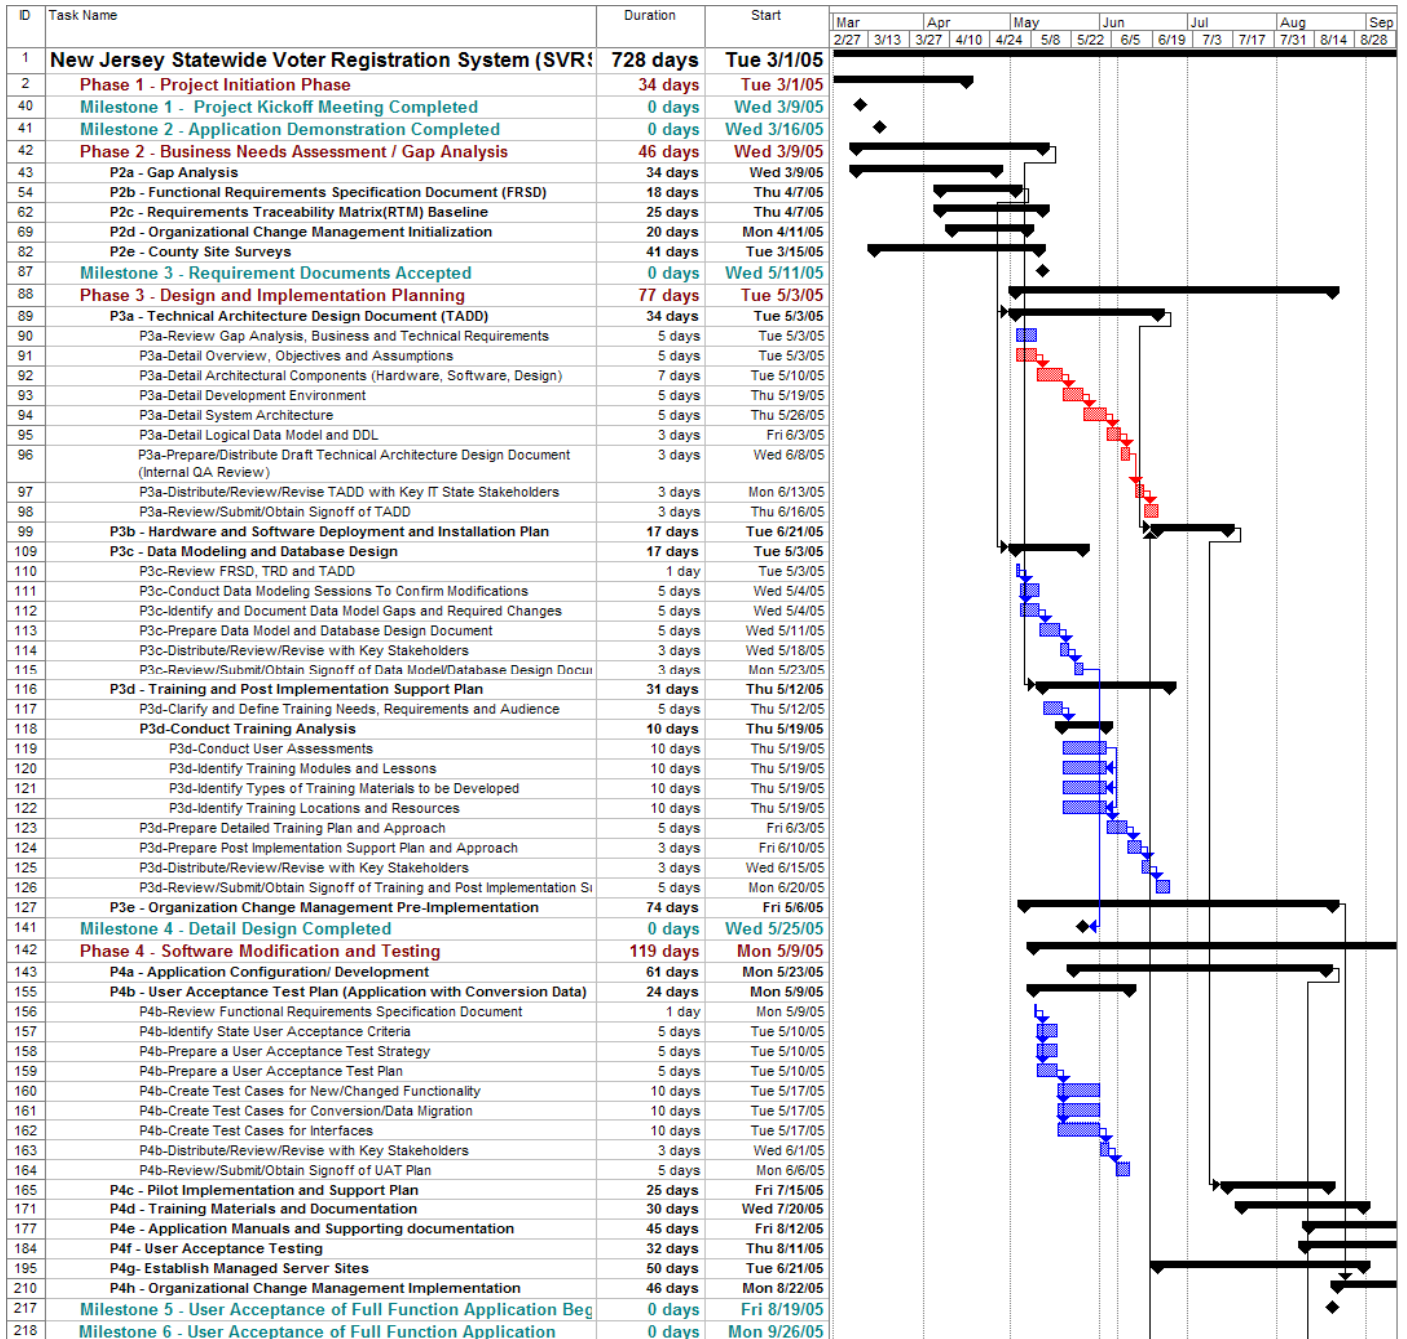 ID Task Name Duration Start Mar Apr May Jun Jul Aug Sep
2/27 3/13 3/27 4/10 4/24 5/8 5/22 6/5 6/19 7/3 7/17 7/31 8/14 8/28
1 New Jersey Statewide Voter Registration System (SVRS 728 days Tue 3/1/05
2 Phase 1 - Project Initiation Phase 34 days Tue 3/1/05
40 Milestone 1 - Project Kickoff Meeting Completed 0 days Wed 3/9/05
41 Milestone 2 - Application Demonstration Completed 0 days Wed 3/16/05
42 Phase 2 - Business Needs Assessment / Gap Analysis 46 days Wed 3/9/05
43 P2a - Gap Analysis 34 days Wed 3/9/05
54 P2b - Functional Requirements Specification Document (FRSD) 18 days Thu 4/7/05
62 P2c - Requirements Traceability Matrix(RTM) Baseline 25 days Thu 4/7/05
69 P2d - Organizational Change Management Initialization 20 days Mon 4/11/05
82 P2e - County Site Surveys 41 days Tue 3/15/05
87 Milestone 3 - Requirement Documents Accepted 0 days Wed 5/11/05
88 Phase 3 - Design and Implementation Planning 77 days Tue 5/3/05
89 P3a - Technical Architecture Design Document (TADD) 34 days Tue 5/3/05
90 P3a-Review Gap Analysis, Business and Technical Requirements 5 days Tue 5/3/05
91 P3a-Detail Overview, Objectives and Assumptions 5 days Tue 5/3/05
92 P3a-Detail Architectural Components (Hardware, Software, Design) 7 days Tue 5/10/05
93 P3a-Detail Development Environment 5 days Thu 5/19/05
94 P3a-Detail System Architecture 5 days Thu 5/26/05
95 P3a-Detail Logical Data Model and DDL 3 days Fri 6/3/05
96 P3a-Prepare/Distribute Draft Technical Architecture Design Document 3 days Wed 6/8/05
(Internal QA Review)
97 P3a-Distribute/Review/Revise TADD with Key IT State Stakeholders 3 days Mon 6/13/05
98 P3a-Review/Submit/Obtain Signoff of TADD 3 days Thu 6/16/05
99 P3b - Hardware and Software Deployment and Installation Plan 17 days Tue 6/21/05
109 P3c - Data Modeling and Database Design 17 days Tue 5/3/05
110 P3c-Review FRSD, TRD and TADD 1 day Tue 5/3/05
111 P3c-Conduct Data Modeling Sessions To Confirm Modifications 5 days Wed 5/4/05
112 P3c-Identify and Document Data Model Gaps and Required Changes 5 days Wed 5/4/05
113 P3c-Prepare Data Model and Database Design Document 5 days Wed 5/11/05
114 P3c-Distribute/Review/Revise with Key Stakeholders 3 days Wed 5/18/05
115 P3c-Review/Submit/Obtain Signoff of Data Model/Database Design Docu 3 days Mon 5/23/05
116 P3d - Training and Post Implementation Support Plan 31 days Thu 5/12/05
117 P3d-Clarify and Define Training Needs, Requirements and Audience 5 days Thu 5/12/05
118 P3d-Conduct Training Analysis 10 days Thu 5/19/05
119 P3d-Conduct User Assessments 10 days Thu 5/19/05
120 P3d-Identify Training Modules and Lessons 10 days Thu 5/19/05
121 P3d-Identify Types of Training Materials to be Developed 10 days Thu 5/19/05
122 P3d-Identify Training Locations and Resources 10 days Thu 5/19/05
123 P3d-Prepare Detailed Training Plan and Approach 5 days Fri 6/3/05
124 P3d-Prepare Post Implementation Support Plan and Approach 3 days Fri 6/10/05
125 P3d-Distribute/Review/Revise with Key Stakeholders 3 days Wed 6/15/05
126 P3d-Review/Submit/Obtain Signoff of Training and Post Implementation Su 5 days Mon 6/20/05
127 P3e - Organization Change Management Pre-Implementation 74 days Fri 5/6/05
141 Milestone 4 - Detail Design Completed 0 days Wed 5/25/05
142 Phase 4 - Software Modification and Testing 119 days Mon 5/9/05
143 P4a - Application Configuration/ Development 61 days Mon 5/23/05
155 P4b - User Acceptance Test Plan (Application with Conversion Data) 24 days Mon 5/9/05
156 P4b-Review Functional Requirements Specification Document 1 day Mon 5/9/05
157 P4b-Identify State User Acceptance Criteria 5 days Tue 5/10/05
158 P4b-Prepare a User Acceptance Test Strategy 5 days Tue 5/10/05
159 P4b-Prepare a User Acceptance Test Plan 5 days Tue 5/10/05
160 P4b-Create Test Cases for New/Changed Functionality 10 days Tue 5/17/05
161 P4b-Create Test Cases for Conversion/Data Migration 10 days Tue 5/17/05
162 P4b-Create Test Cases for Interfaces 10 days Tue 5/17/05
163 P4b-Distribute/Review/Revise with Key Stakeholders 3 days Wed 6/1/05
164 P4b-Review/Submit/Obtain Signoff of UAT Plan 5 days Mon 6/6/05
165 P4c - Pilot Implementation and Support Plan 25 days Fri 7/15/05
171 P4d - Training Materials and Documentation 30 days Wed 7/20/05
177 P4e - Application Manuals and Supporting documentation 45 days Fri 8/12/05
184 P4f - User Acceptance Testing 32 days Thu 8/11/05
195 P4g- Establish Managed Server Sites 50 days Tue 6/21/05
210 P4h - Organizational Change Management Implementation 46 days Mon 8/22/05
217 Milestone 5 - User Acceptance of Full Function Application Beg 0 days Fri 8/19/05
218 Milestone 6 - User Acceptance of Full Function Application 0 days Mon 9/26/05